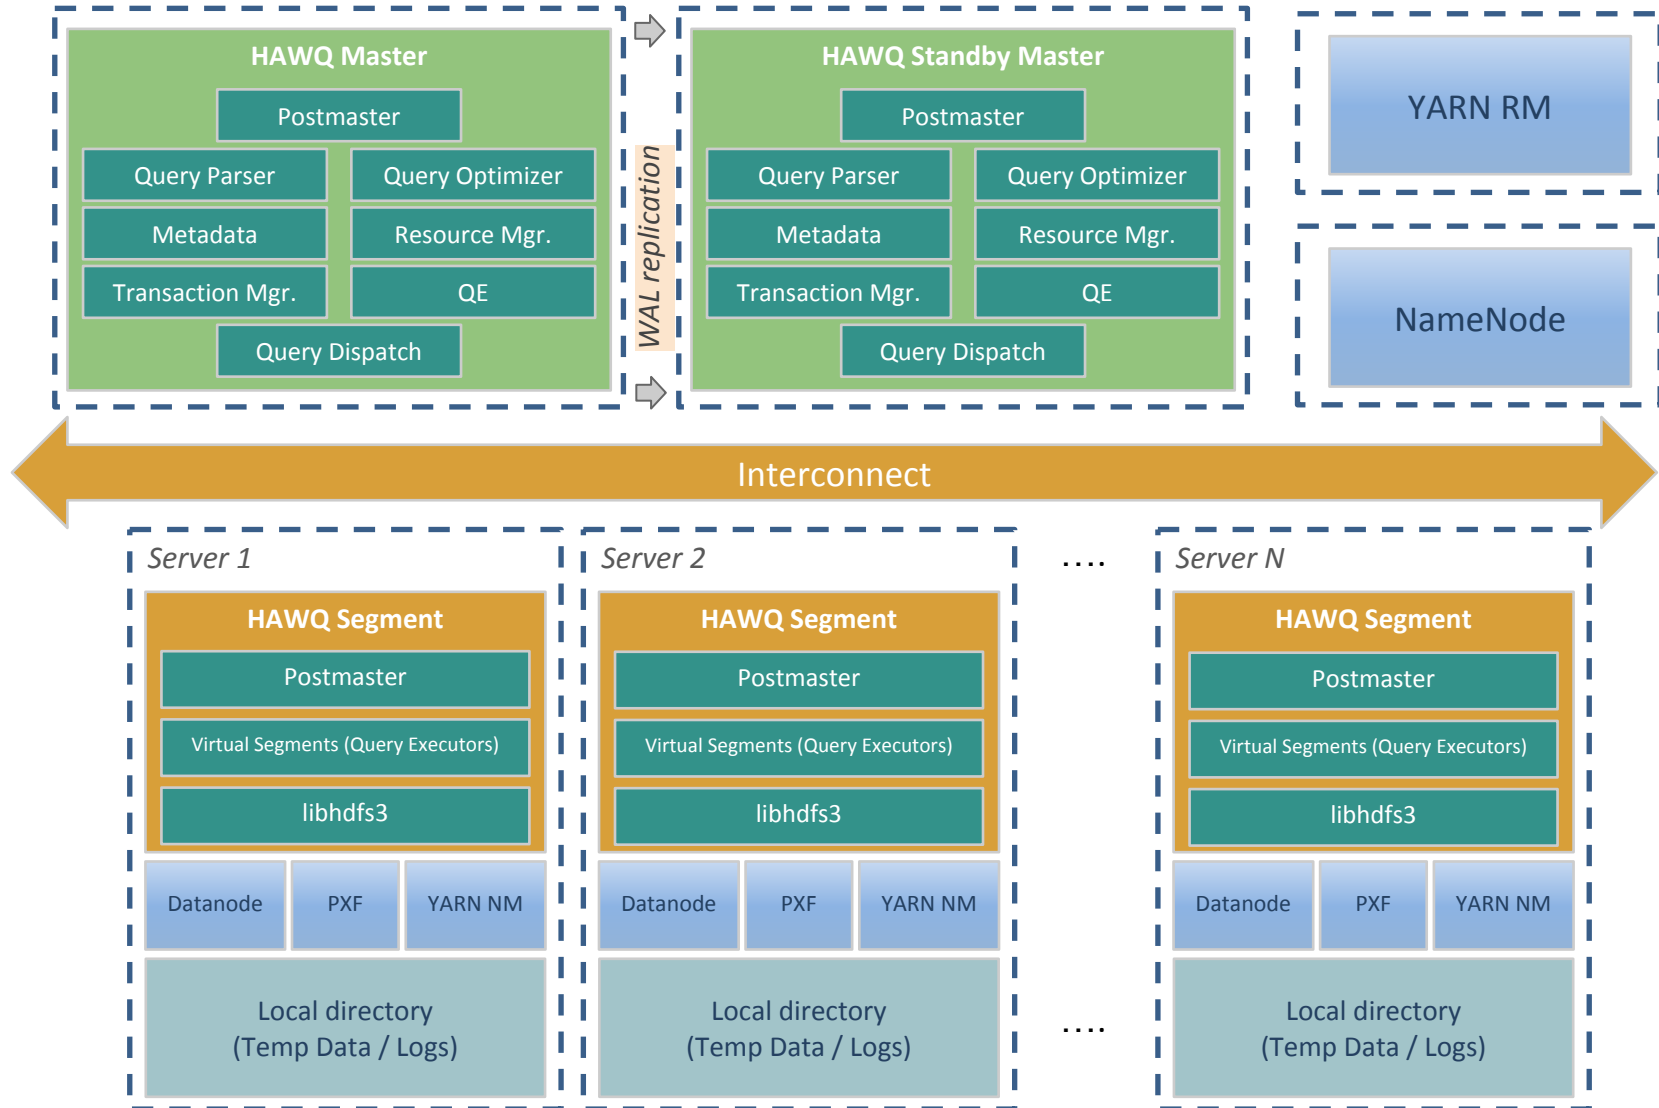 HAWQ Master
Postmaster
Query Parser
Query Optimizer
Metadata
Resource Mgr.
Transaction Mgr.
QE
Query Dispatch
WAL replication
HAWQ Standby Master
Postmaster
Query Parser
Query Optimizer
Metadata
Resource Mgr.
Transaction Mgr.
QE
Query Dispatch
YARN RM
NameNode
Interconnect
Server 1
HAWQ Segment
Postmaster
Virtual Segments (Query Executors)
libhdfs3
Datanode
PXF
YARN NM
Local directory
(Temp Data / Logs)
Server 2
HAWQ Segment
Postmaster
Virtual Segments (Query Executors)
libhdfs3
Datanode
PXF
YARN NM
Local directory
(Temp Data / Logs)
....
....
Server N
HAWQ Segment
Postmaster
Virtual Segments (Query Executors)
libhdfs3
Datanode
PXF
YARN NM
Local directory
(Temp Data / Logs)